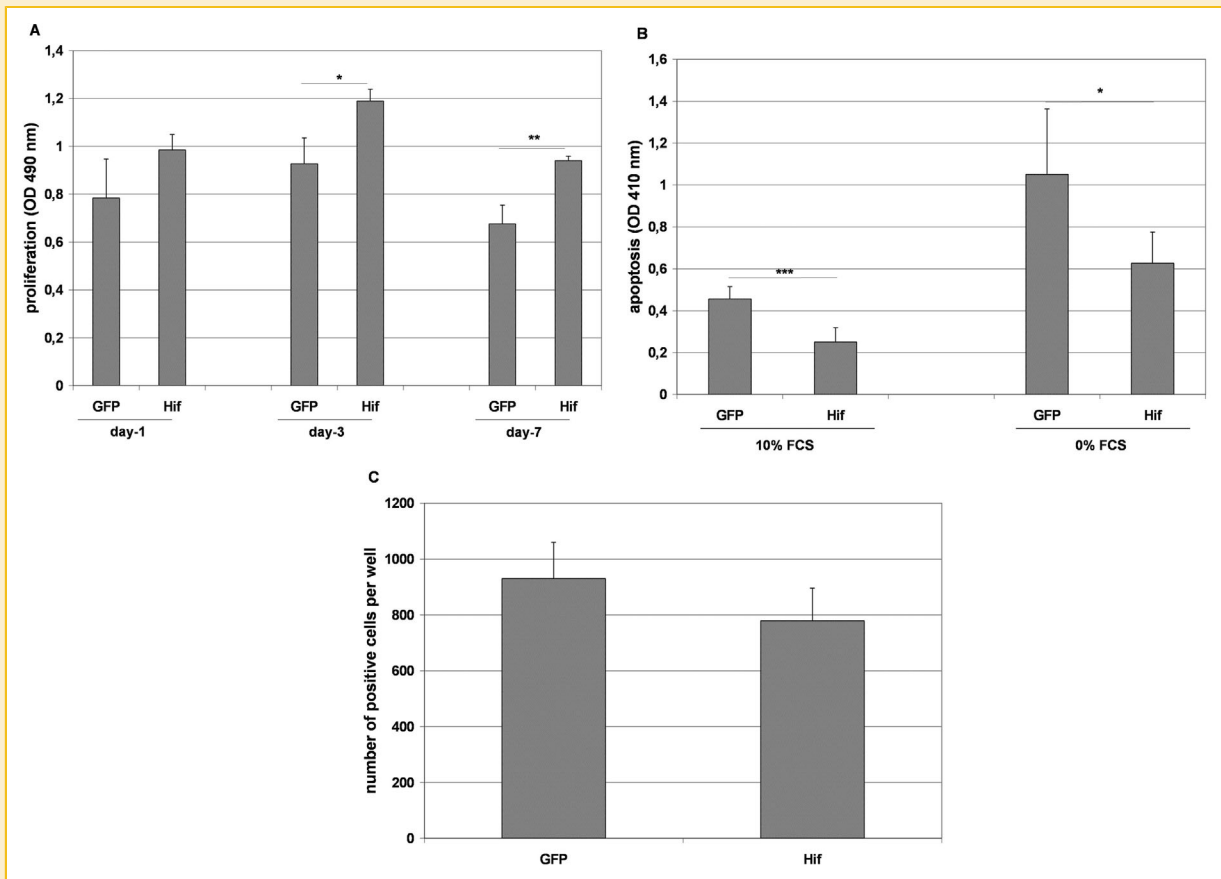 A
proliferation (OD 490 nm)
1,4
1,2
1
0,8
0,6
0,4
0,2
0
*
**
GFP Hif GFP Hif GFP Hif
day-1 day-3 day-7
B
apoptosis (OD 410 nm)
1,6
1,4
1,2
1
0,8
0,6
0,4
0,2
0
***
*
GFP Hif GFP Hif
10% FCS 0% FCS
C
number of positive cells per well
1200
1000
800
600
400
200
0
GFP Hif